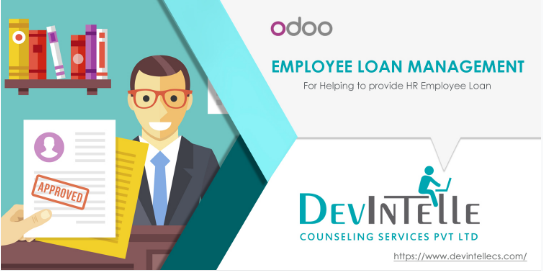 odoo
EMPLOYEE LOAN MANAGEMENT
For Helping to provide HR Employee Loan
APPROVED
DEVINTELLE
COUNSELING SERVICES PVT LTD
https://www.devintellecs.com/